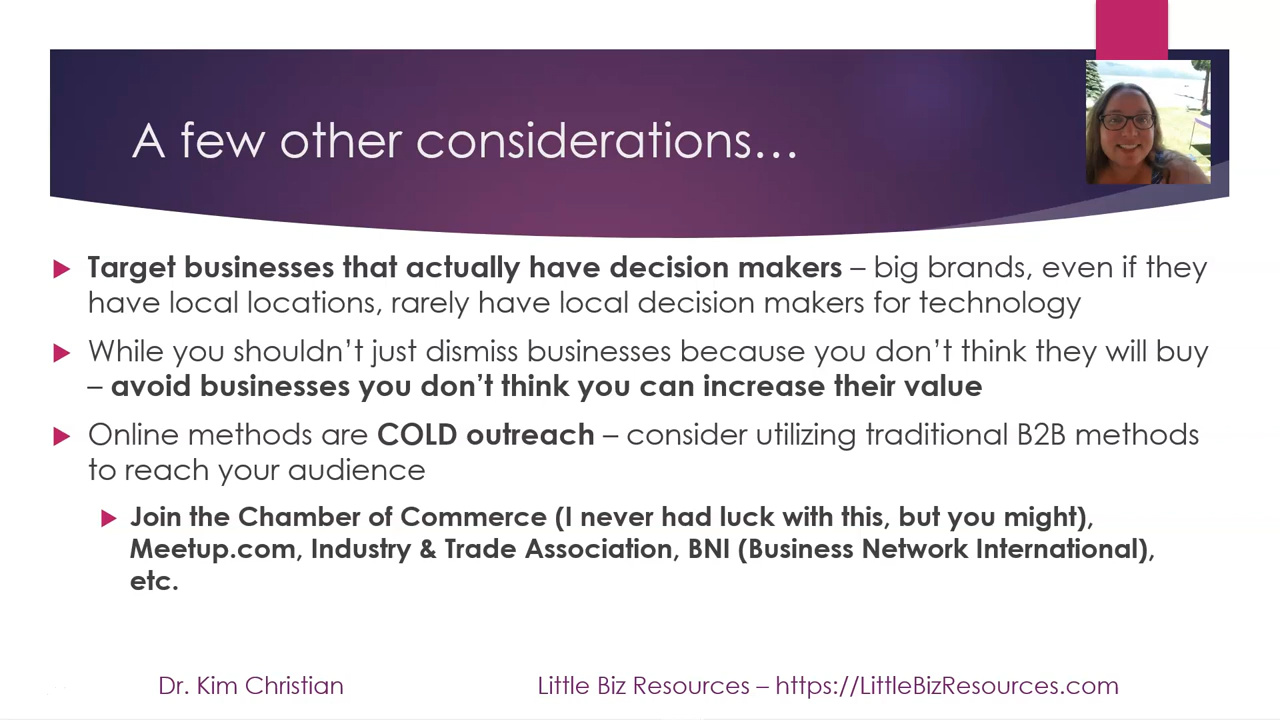 A few other considerations…
Target businesses that actually have decision makers – big brands, even if they
have local locations, rarely have local decision makers for technology
While you shouldn’t just dismiss businesses because you don’t think they will buy
– avoid businesses you don’t think you can increase their value
Online methods are COLD outreach – consider utilizing traditional B2B methods
to reach your audience
Join the Chamber of Commerce (I never had luck with this, but you might),
Meetup.com, Industry & Trade Association, BNI (Business Network International),
etc.
Dr. Kim Christian
Little Biz Resources – https://LittleBizResources.com